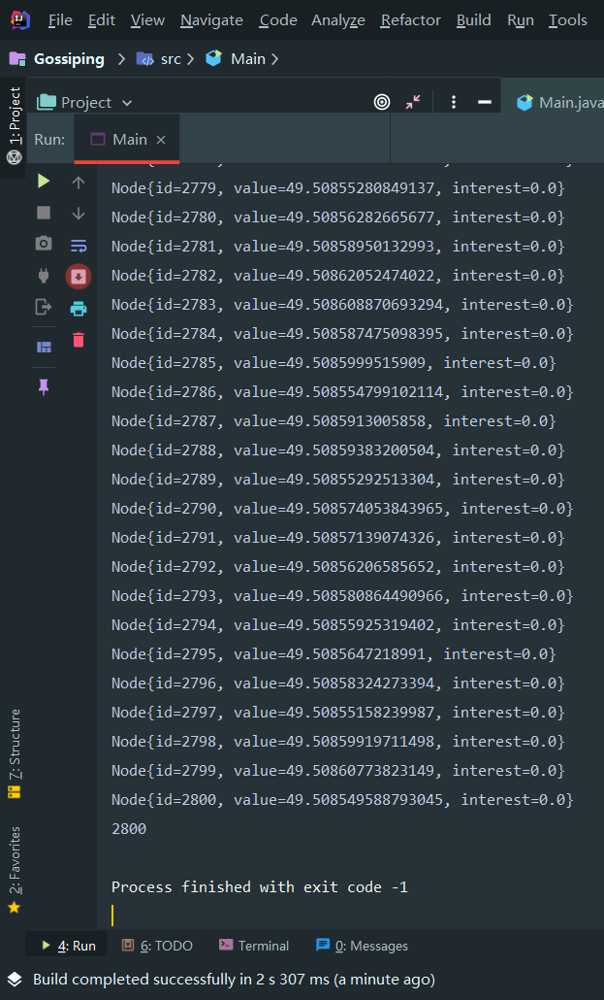 File Edit View Navigate Code Analyze Refactor Build Run Tools
Gossiping src Main
1: Project
Project
Main.java
Run: Main
Node{id=2779, value=49.50855280849137, interest=0.0}
Node{id=2780, value=49.50856282665677, interest=0.0}
Node{id=2781, value=49.50858950132993, interest=0.0}
Node{id=2782, value=49.50862052474022, interest=0.0}
Node{id=2783, value=49.508608870693294, interest=0.0}
Node{id=2784, value=49.508587475098395, interest=0.0}
Node{id=2785, value=49.5085999515909, interest=0.0}
Node{id=2786, value=49.508554799102114, interest=0.0}
Node{id=2787, value=49.5085913005858, interest=0.0}
Node{id=2788, value=49.50859383200504, interest=0.0}
Node{id=2789, value=49.50855292513304, interest=0.0}
Node{id=2790, value=49.508574053843965, interest=0.0}
Node{id=2791, value=49.50857139074326, interest=0.0}
Node{id=2792, value=49.50856206585652, interest=0.0}
Node{id=2793, value=49.508580864490966, interest=0.0}
Node{id=2794, value=49.50855925319402, interest=0.0}
Node{id=2795, value=49.5085647218991, interest=0.0}
Node{id=2796, value=49.50858324273394, interest=0.0}
Node{id=2797, value=49.50855158239987, interest=0.0}
Node{id=2798, value=49.50859919711498, interest=0.0}
Node{id=2799, value=49.50860773823149, interest=0.0}
Node{id=2800, value=49.508549588793045, interest=0.0}
2800
Process finished with exit code -1
7: Structure
2: Favorites
4: Run 6: TODO Terminal 0: Messages
Build completed successfully in 2 s 307 ms (a minute ago)